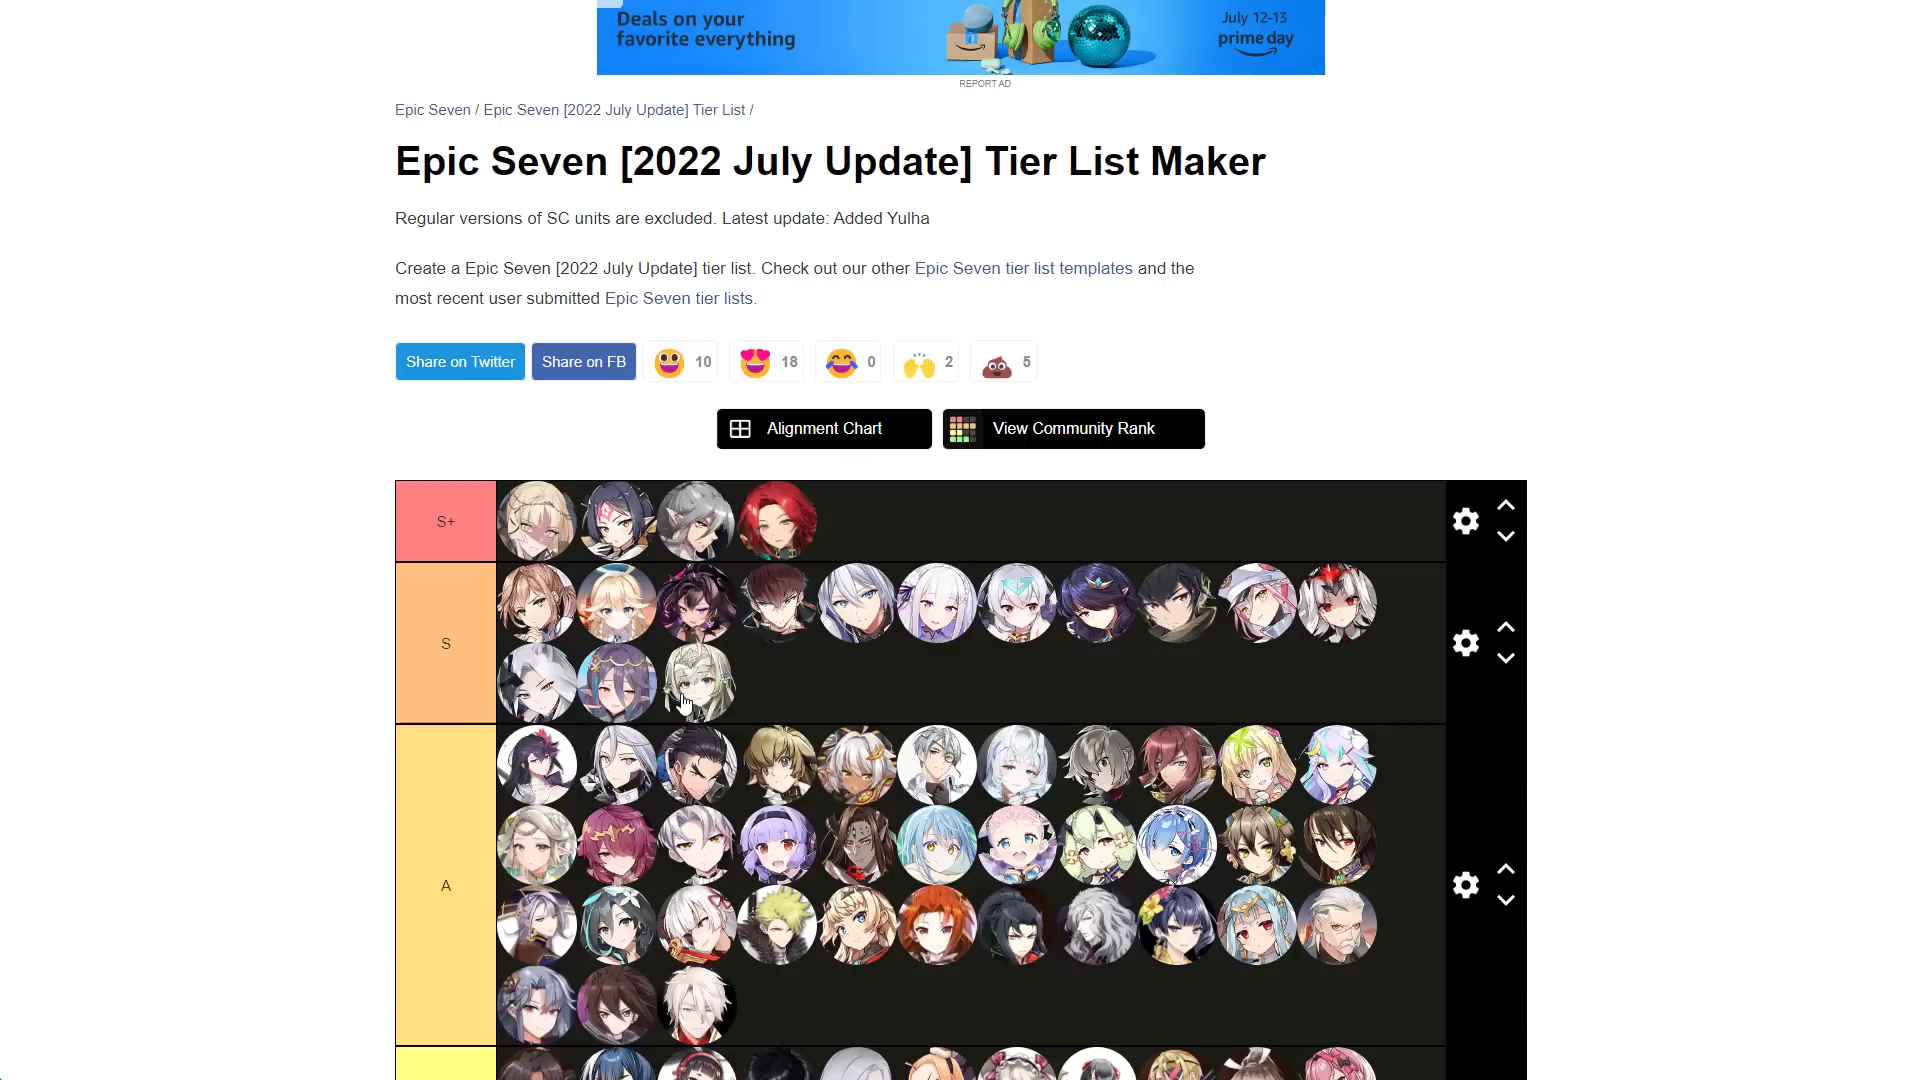 Deals on your
favorite everything
July 12-13
prime day
REPORT AD
Epic Seven / Epic Seven [2022 July Update] Tier List /
Epic Seven [2022 July Update] Tier List Maker
Regular versions of SC units are excluded. Latest update: Added Yulha
Create a Epic Seven [2022 July Update] tier list. Check out our other Epic Seven tier list templates and the
most recent user submitted Epic Seven tier lists.
Share on Twitter
Share on FB
10
18
0
2
5
Alignment Chart
View Community Rank
S+
S
A